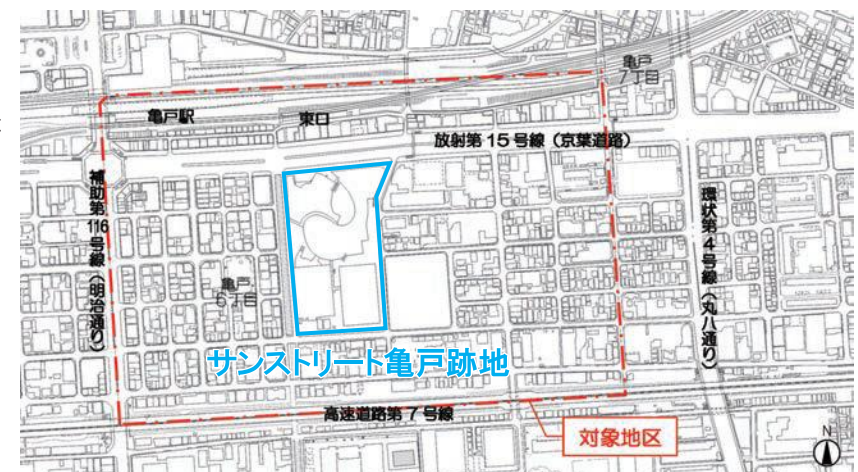 亀戸
7丁目
亀戸駅
東口
放射第15号線（京葉道路）
補助第116号線（明治通り）
環状第4号線（丸八通り）
亀戸
6丁目
サンストリート亀戸跡地
高速道路第7号線
対象地区
N